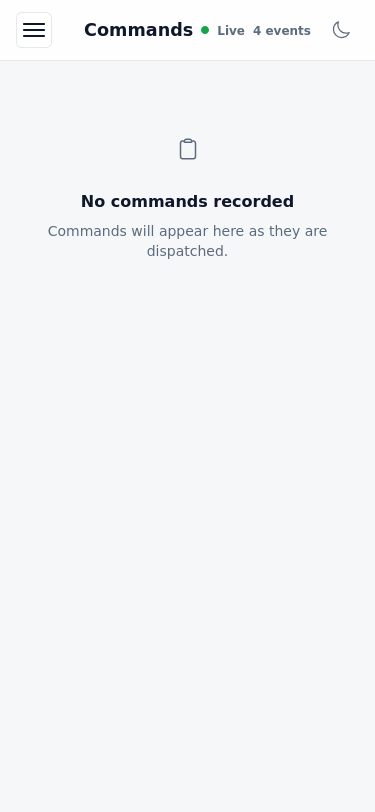 Commands Live 4 events
No commands recorded
Commands will appear here as they are
dispatched.